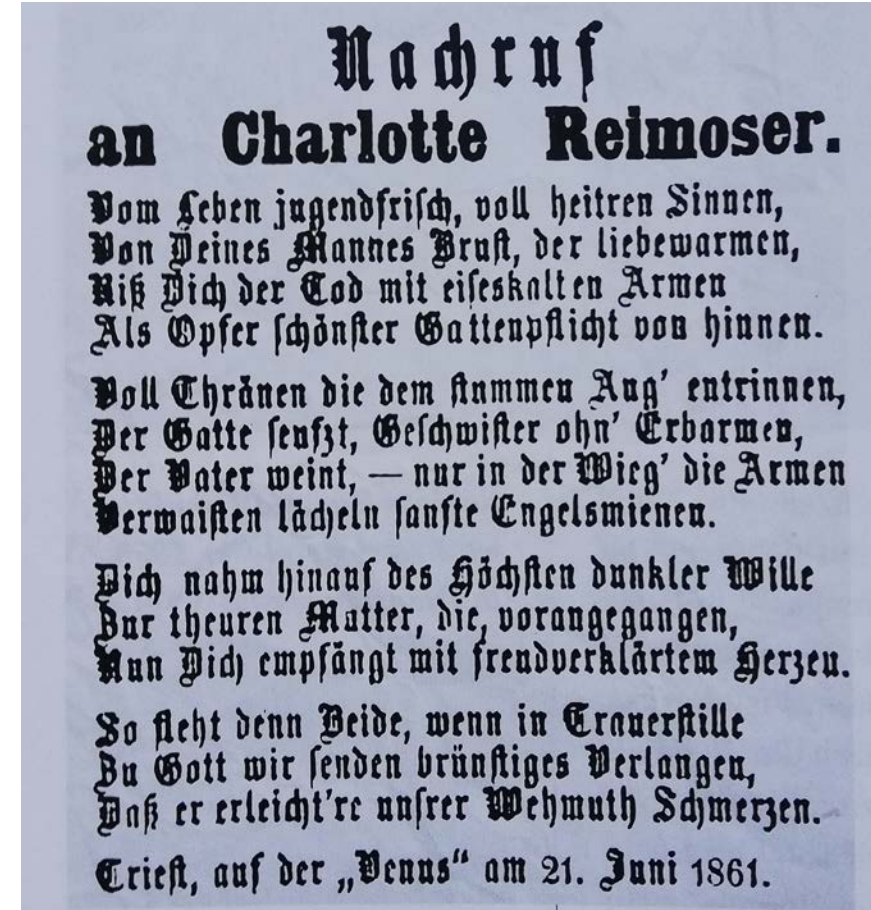 Nachruf
an Charlotte Reimoser.
Vom Leben jugendfrisch, voll heitren Sinnen,
Von Deines Mannes Brust, der liebewarmen,
Riß Dich der Tod mit eiseskalten Armen
Als Opfer schönster Gattenpflicht von hinnen.
Voll Thränen die dem stummen Aug' entrinnen,
Der Gatte seufzt, Geschwister ohn' Erbarmen,
Der Vater weint, — nur in der Wieg' die Armen
Verwaisten lächeln sanfte Engelsmienen.
Dich nahm hinauf des Höchsten dunkler Wille
Zur theuren Mutter, die, vorangegangen,
Nun Dich empfängt mit freudverklärtem Herzen.
So fleht denn Beide, wenn in Trauerstille
Zu Gott wir senden brünstiges Verlangen,
Daß er erleicht're unsrer Wehmuth Schmerzen.
Triest, auf der „Venus“ am 21. Juni 1861.